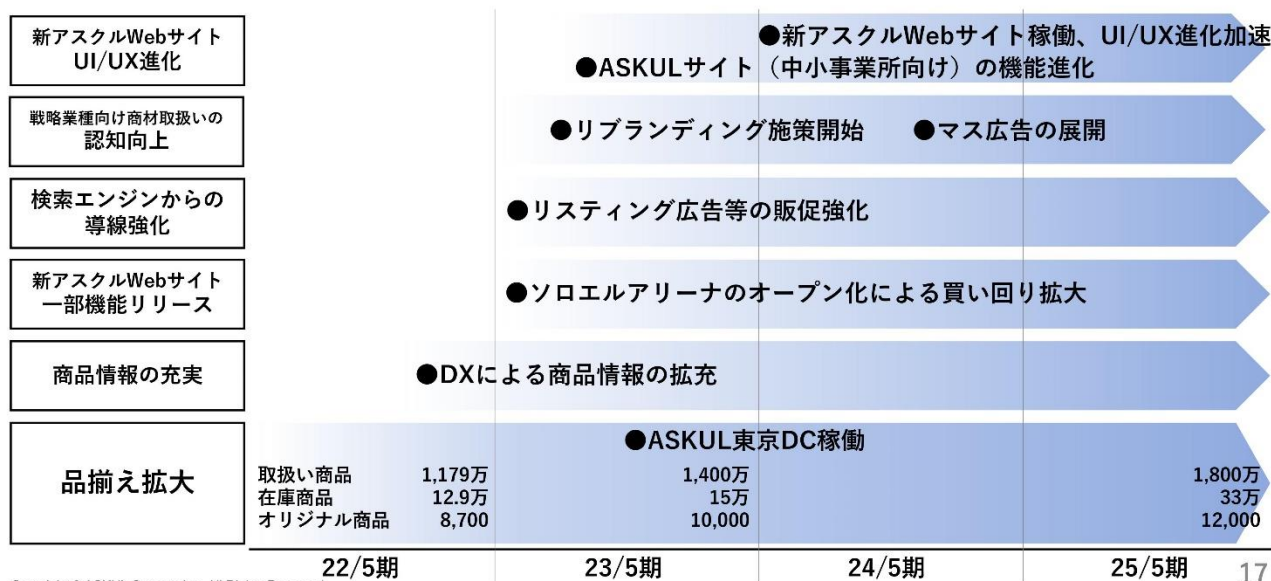 新アスクルWebサイト
UI/UX進化
●新アスクルWebサイト稼働、UI/UX進化加速
●ASKULサイト（中小事業所向け）の機能進化
戦略業種向け商材取扱いの
認知向上
●リブランディング施策開始
●マス広告の展開
検索エンジンからの
導線強化
●リスティング広告等の販促強化
新アスクルWebサイト
一部機能リリース
●ソロエルアリーナのオープン化による買い回り拡大
商品情報の充実
●DXによる商品情報の拡充
品揃え拡大
●ASKUL東京DC稼働
取扱い商品 1,179万 1,400万 1,800万
在庫商品 12.9万 15万 33万
オリジナル商品 8,700 10,000 12,000
22/5期 23/5期 24/5期 25/5期
17